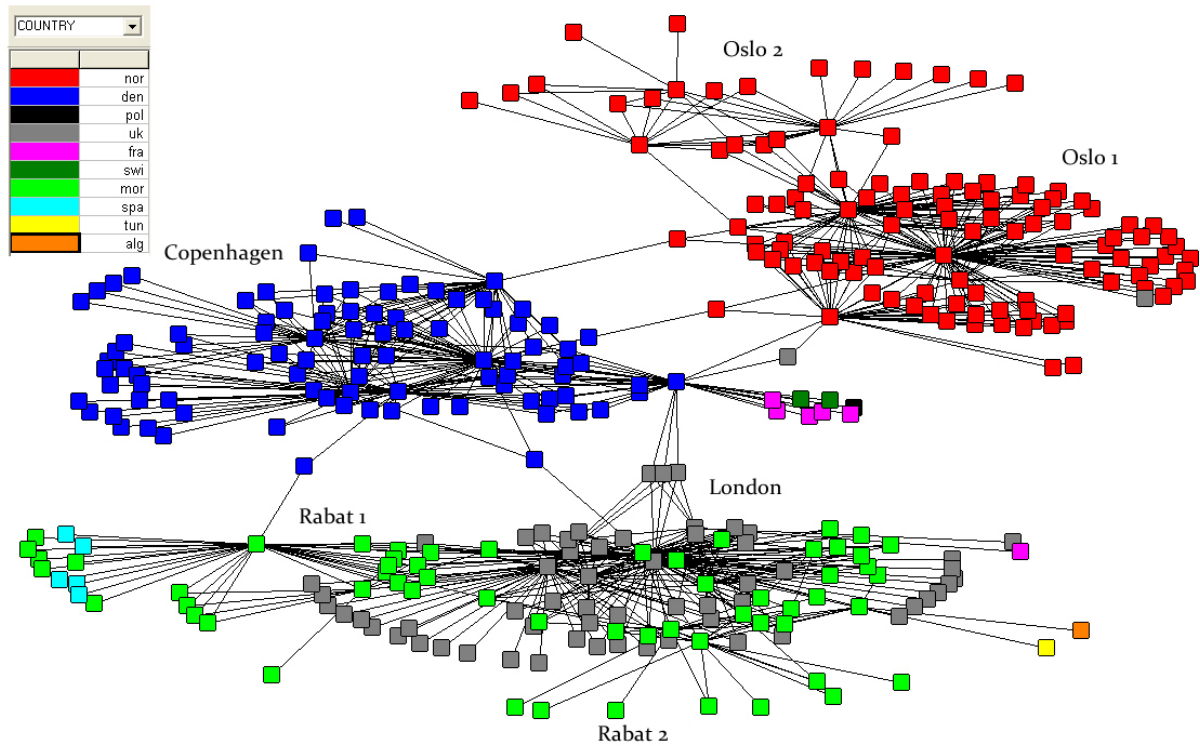 COUNTRY
nor
den
pol
uk
fra
swi
mor
spa
tun
alg
Oslo 2
Oslo 1
Copenhagen
London
Rabat 1
Rabat 2